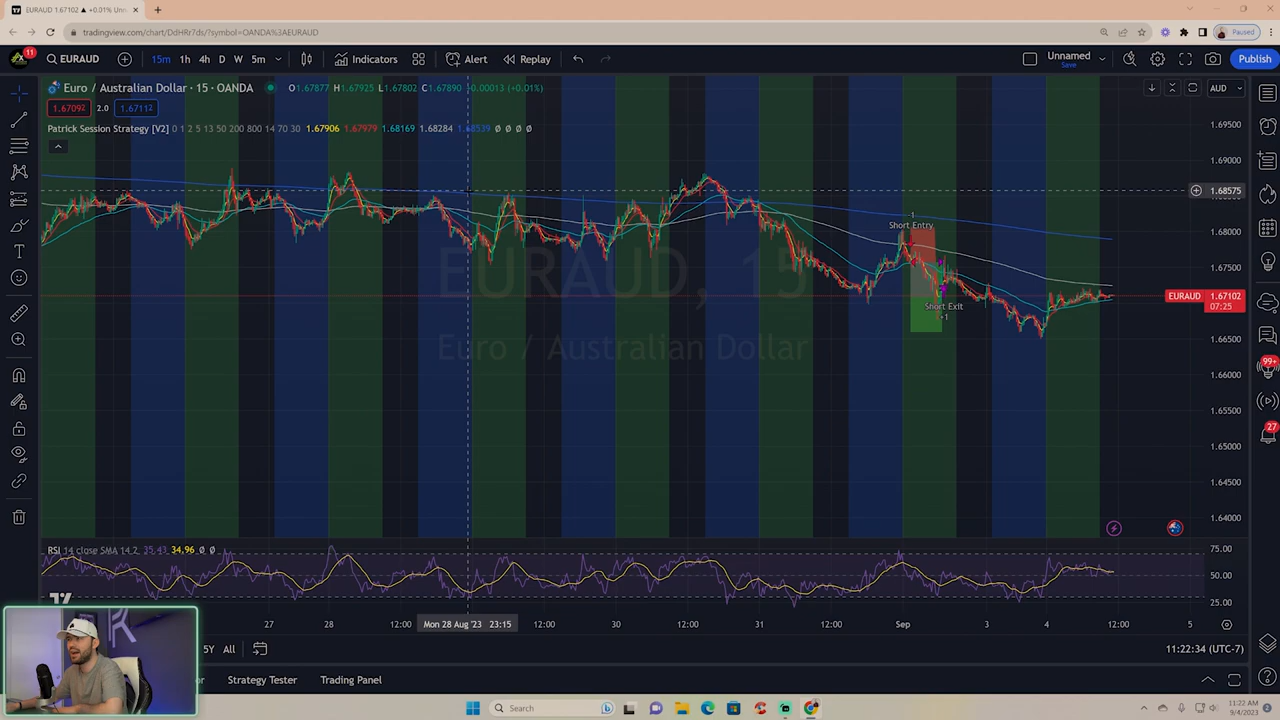 EURAUD 1.67102 ▲ +0.01% Unn
tradingview.com/chart/DdHRr7ds/?symbol=OANDA%3AEURAUD
Paused
11
EURAUD
15m 1h 4h D W 5m
Indicators
Alert
Replay
Unnamed
Save
Publish
Euro / Australian Dollar · 15 · OANDA
O1.67877 H1.67925 L1.67802 C1.67890 +0.00013 (+0.01%)
AUD
1.67092 2.0 1.67112
Patrick Session Strategy [V2] 0 1 2 5 13 50 200 800 14 70 30 1.67906 1.67979 1.68169 1.68284 1.68539 Ø Ø Ø Ø
1.69500
1.69000
1.68575
1.68000
1.67500
EURAUD 1.67102
07:25
1.66500
1.66000
1.65500
1.65000
1.64500
1.64000
-1
Short Entry
Short Exit
+1
EURAUD, 15
Euro / Australian Dollar
RSI 14 close SMA 14 2 35.43 34.96 Ø Ø
75.00
50.00
25.00
27 28 12:00 Mon 28 Aug '23 23:15 12:00 30 12:00 31 12:00 Sep 3 4 12:00 5
5Y All
11:22:34 (UTC-7)
Strategy Tester
Trading Panel
99+
27
Search
11:22 AM
9/4/2023